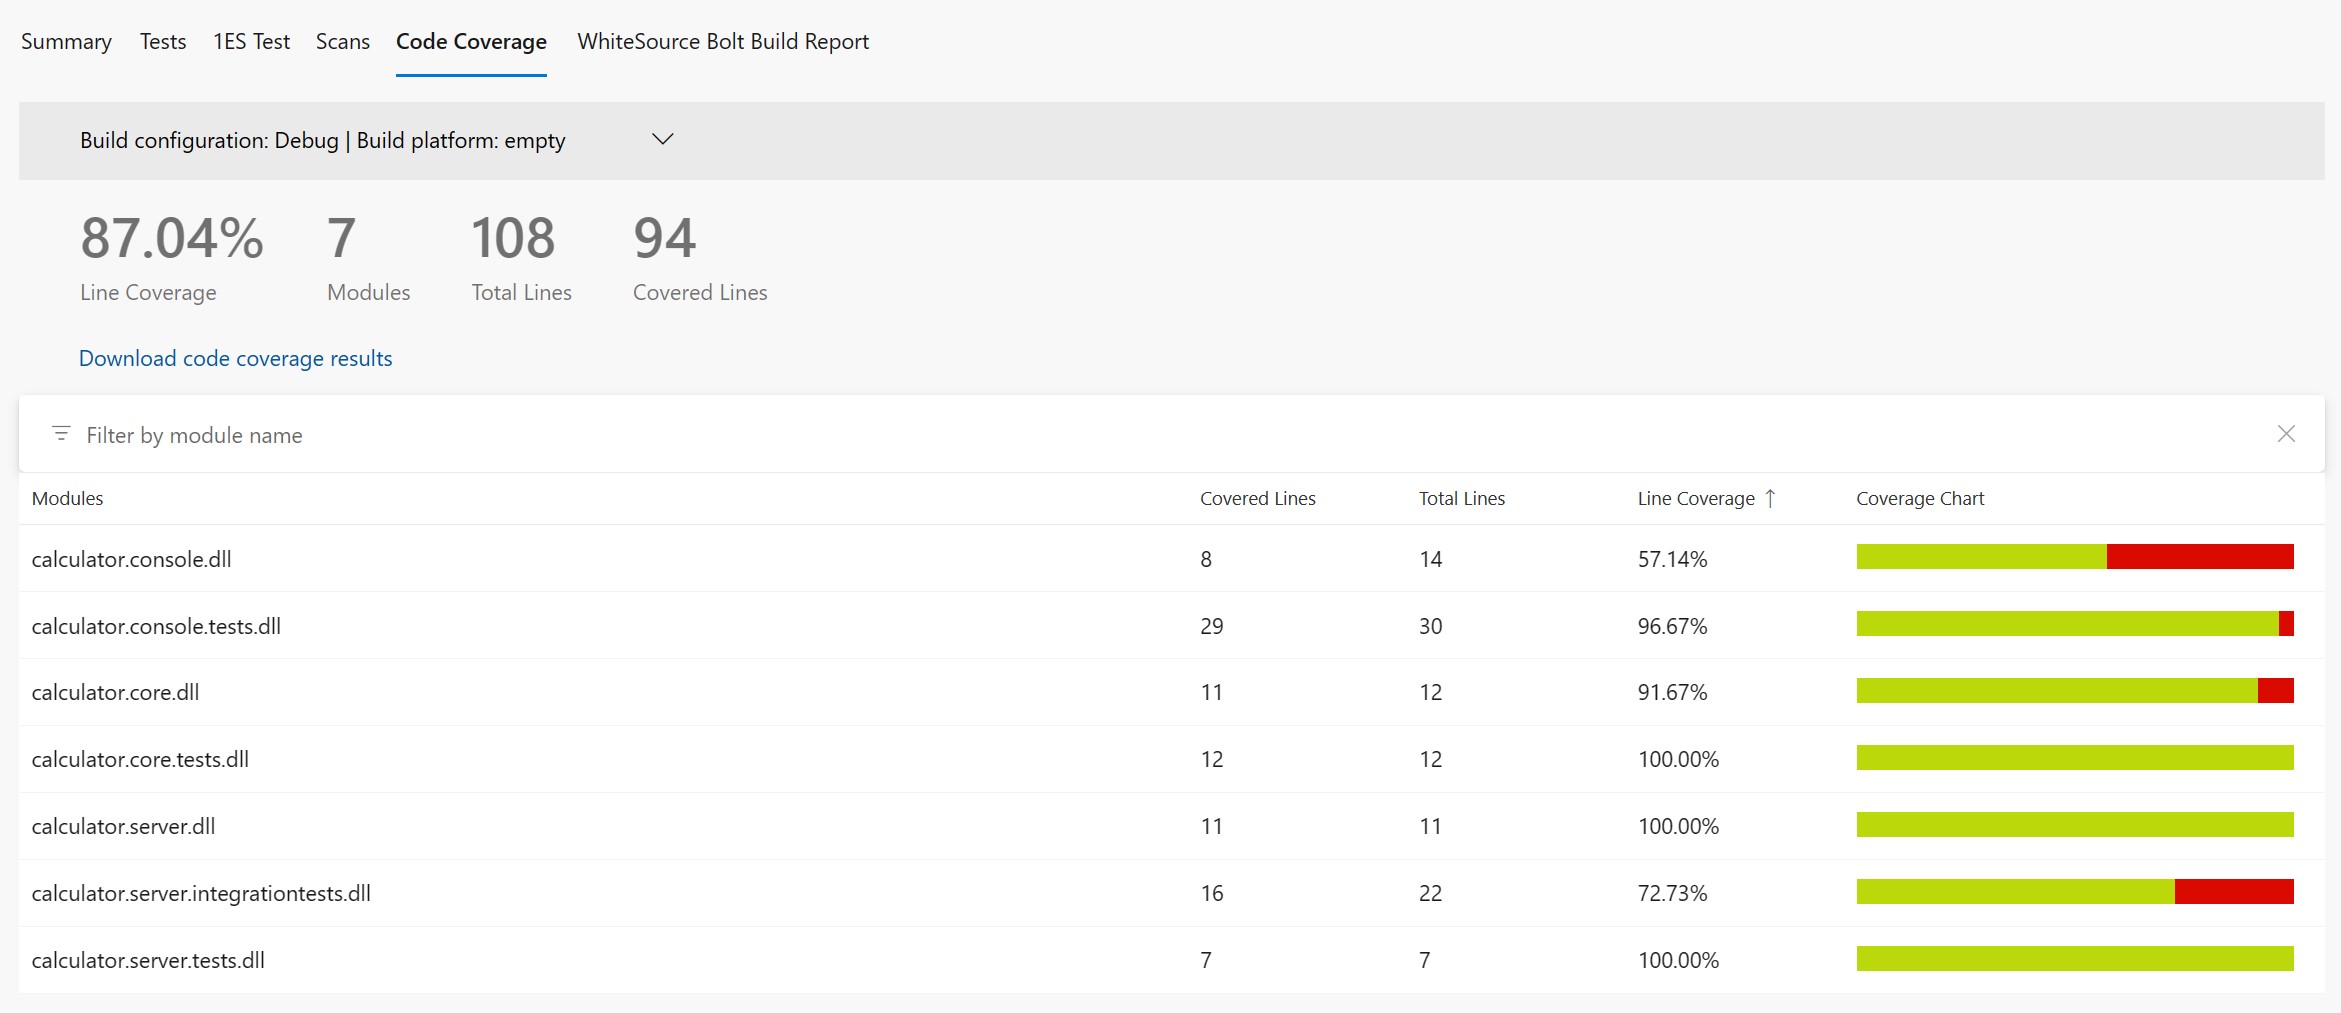 Summary Tests 1ES Test Scans Code Coverage WhiteSource Bolt Build Report
Build configuration: Debug | Build platform: empty
87.04% 7 108 94
Line Coverage Modules Total Lines Covered Lines
Download code coverage results
Filter by module name
Modules Covered Lines Total Lines Line Coverage ↑ Coverage Chart
calculator.console.dll 8 14 57.14%
calculator.console.tests.dll 29 30 96.67%
calculator.core.dll 11 12 91.67%
calculator.core.tests.dll 12 12 100.00%
calculator.server.dll 11 11 100.00%
calculator.server.integrationtests.dll 16 22 72.73%
calculator.server.tests.dll 7 7 100.00%